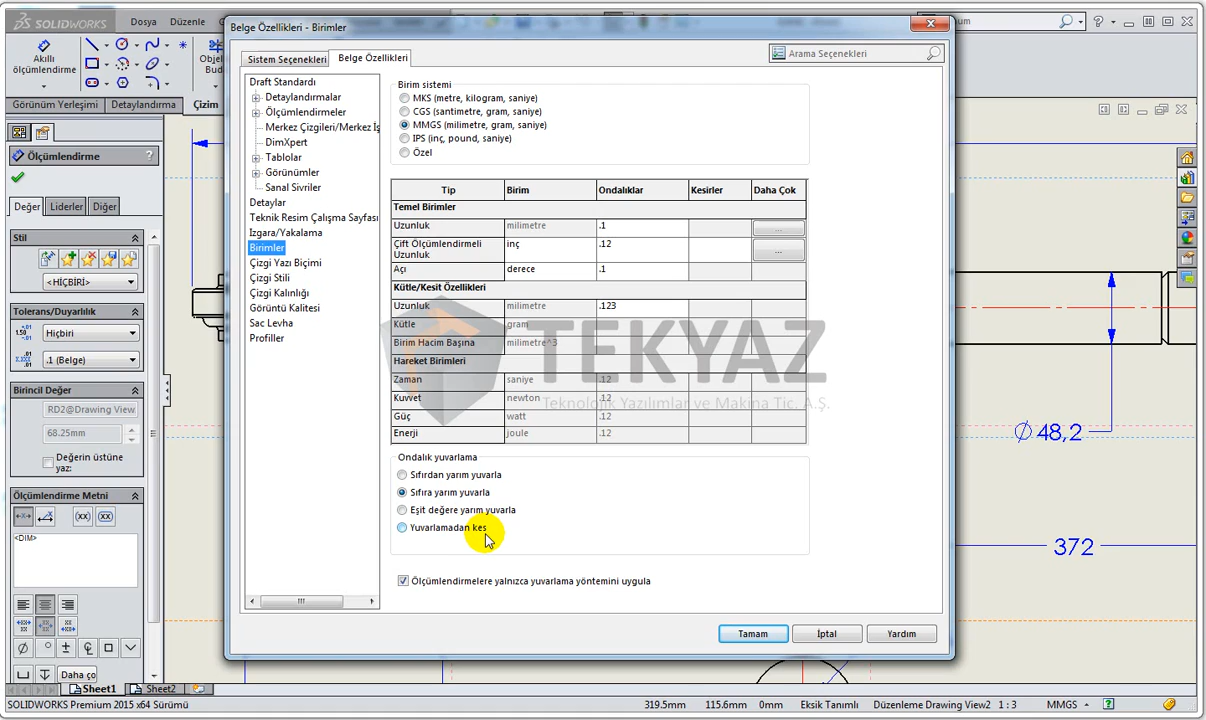 SOLIDWORKS
Dosya
Düzenle
Belge Özellikleri - Birimler
Akıllı
ölçümlendirme
Görünüm Yerleşimi
Detaylandırma
Çizim
Sistem Seçenekleri
Belge Özellikleri
Arama Seçenekleri
Draft Standardı
Detaylandırmalar
Ölçümlendirmeler
Merkez Çizgileri/Merkez İş
DimXpert
Tablolar
Görünümler
Sanal Sivriler
Detaylar
Teknik Resim Çalışma Sayfası
Izgara/Yakalama
Birimler
Çizgi Yazı Biçimi
Çizgi Stili
Çizgi Kalınlığı
Görüntü Kalitesi
Sac Levha
Profiller
Birim sistemi
MKS (metre, kilogram, saniye)
CGS (santimetre, gram, saniye)
MMGS (milimetre, gram, saniye)
IPS (inç, pound, saniye)
Özel
Tip Birim Ondalıklar Kesirler Daha Çok
Temel Birimler
Uzunluk milimetre .1 ...
Çift Ölçümlendirmeli
Uzunluk inç .12 ...
Açı derece .1
Kütle/Kesit Özellikleri
Uzunluk milimetre .123
Kütle gram
Birim Hacim Başına milimetre^3
Hareket Birimleri
Zaman saniye .12
Kuvvet newton .12
Güç watt .12
Enerji joule .12
TEKYAZ
Teknolojik Yazılımlar ve Makina Tic. A.Ş.
Ondalık yuvarlama
Sıfırdan yarım yuvarla
Sıfıra yarım yuvarla
Eşit değere yarım yuvarla
Yuvarlamadan kes
Ölçümlendirmelere yalnızca yuvarlama yöntemini uygula
Tamam
İptal
Yardım
Ölçümlendirme
?
Değer
Liderler
Diğer
Stil
<HİÇBİRİ>
Tolerans/Duyarlılık
Hiçbiri
.1 (Belge)
Birincil Değer
RD2@Drawing View
68.25mm
Değerin üstüne
yaz:
Ölçümlendirme Metni
<DIM>
Daha ço
Ø 48,2
372
Sheet1
Sheet2
SOLIDWORKS Premium 2015 x64 Sürümü
319.5mm
115.6mm
0mm
Eksik Tanımlı
Düzenleme Drawing View2
1 : 3
MMGS